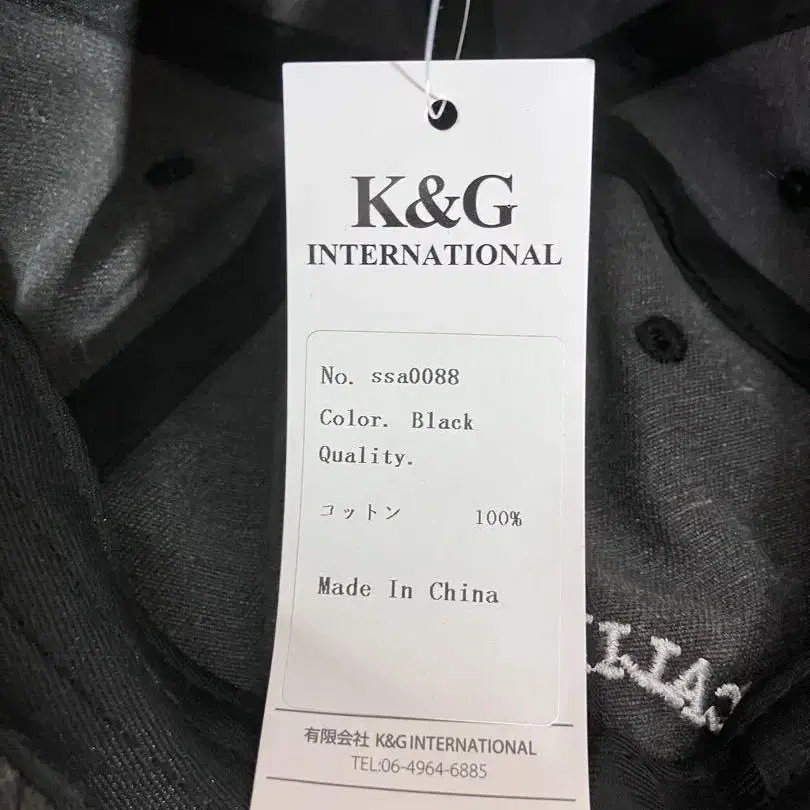 K&G
INTERNATIONAL
No. ssa0088
Color. Black
Quality.
コットン 100%
Made In China
有限会社 K&G INTERNATIONAL
TEL:06-4964-6885